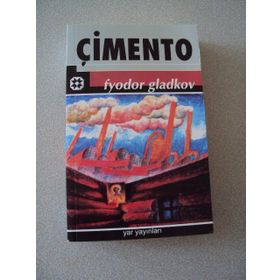 ÇİMENTO
fyodor gladkov
yar yayınları